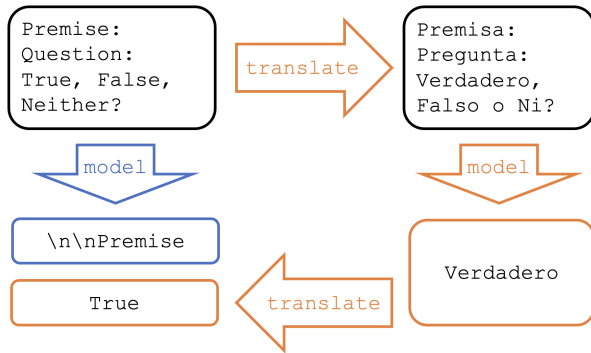 Premise:
Question:
True, False,
Neither?
translate
Premisa:
Pregunta:
Verdadero,
Falso o Ni?
model
model
\n\nPremise
Verdadero
True
translate